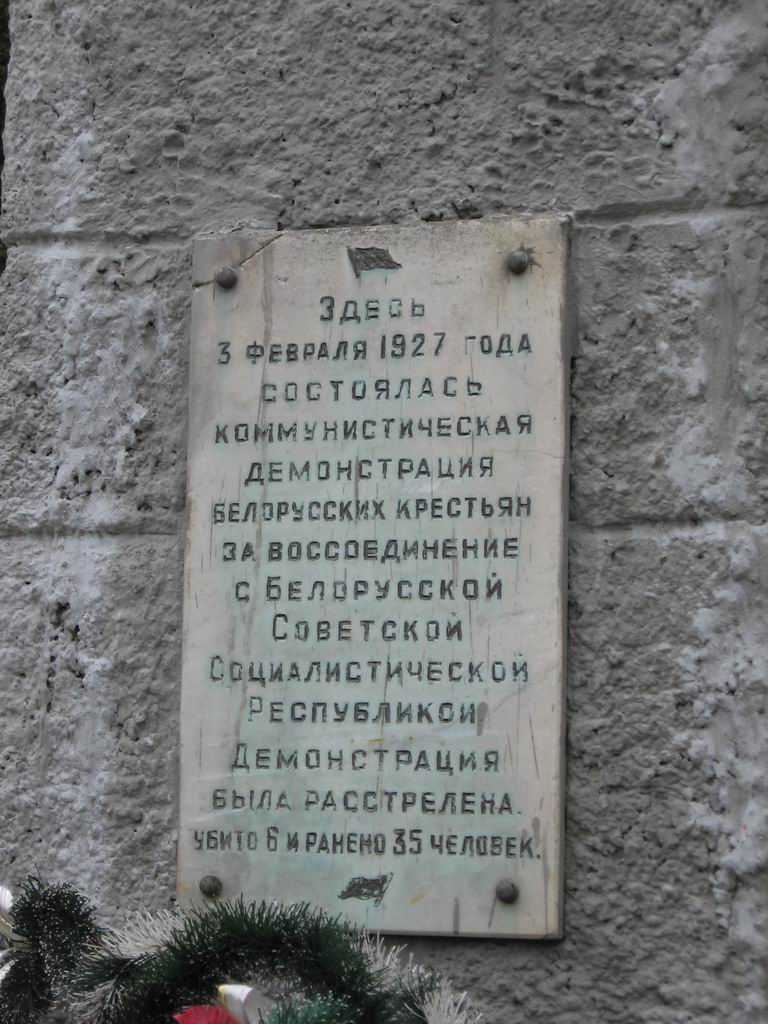 Здесь
3 февраля 1927 года
состоялась
коммунистическая
демонстрация
белорусских крестьян
за воссоединение
с Белорусской
Советской
Социалистической
Республикой.
Демонстрация
была расстрелена.
Убито 6 и ранено 35 человек.